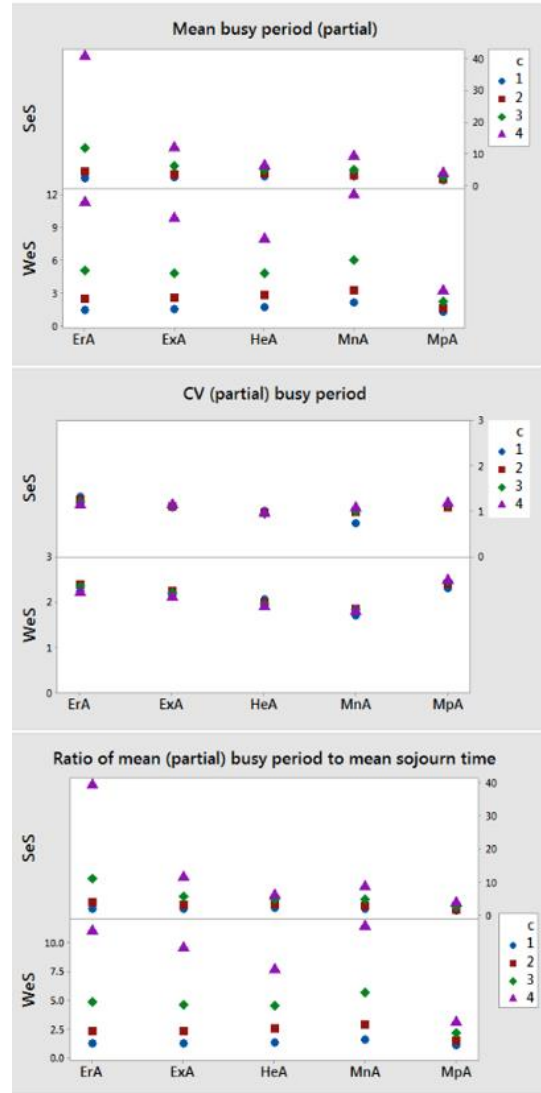 Mean busy period (partial)
SeS
40
30
20
10
0
c
1
2
3
4
WeS
12
9
6
3
0
ErA ExA HeA MnA MpA
CV (partial) busy period
SeS
3
2
1
0
c
1
2
3
4
WeS
3
2
1
0
ErA ExA HeA MnA MpA
Ratio of mean (partial) busy period to mean sojourn time
SeS
40
30
20
10
0
WeS
10.0
7.5
5.0
2.5
0.0
c
1
2
3
4
ErA ExA HeA MnA MpA